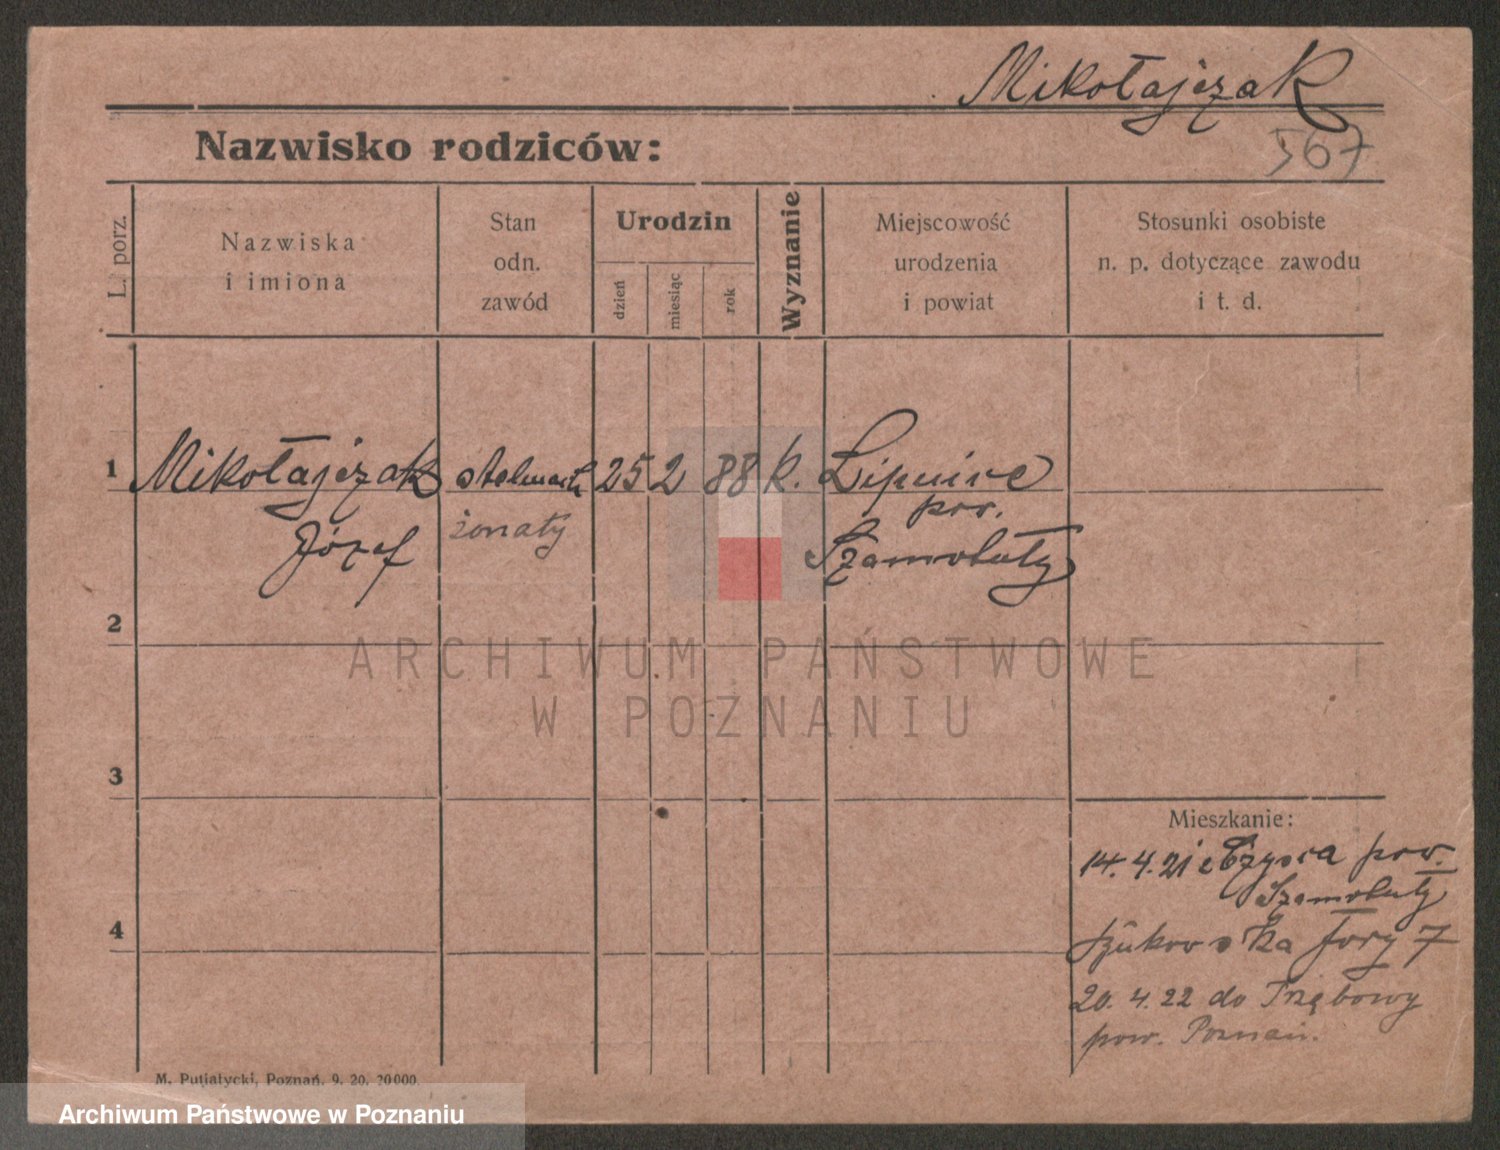 Mikołajczak
567
Nazwisko rodziców:
L. porz.
Nazwiska
i imiona
Stan
odn.
zawód
Urodzin
dzień
miesiąc
rok
Wyznanie
Miejscowość
urodzenia
i powiat
Stosunki osobiste
n. p. dotyczące zawodu
i t. d.
1
Mikołajczak stelmach 25 2 88 k. Lipnice
żonaty pow.
Józef Szamotuły
2
ARCHIWUM PAŃSTWOWE
W POZNANIU
3
Mieszkanie:
14.4.21 z pow.
Szamotuły
4
Tory 7
20.4.22 do
pow. Poznań.
M. Putiatycki, Poznań, 9. 20. 20000.
Archiwum Państwowe w Poznaniu